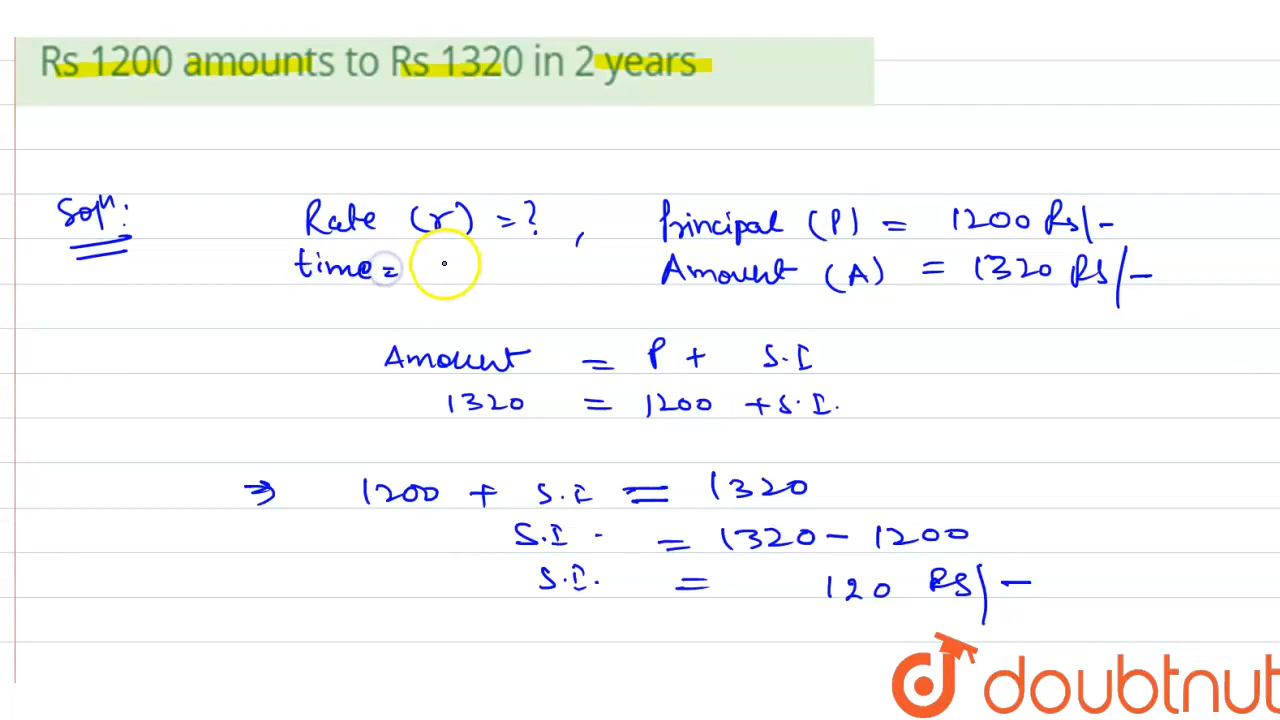 Rs 1200 amounts to Rs 1320 in 2 years
Solⁿ: Rate (r) = ? , Principal (P) = 1200 Rs/-
time = Amount (A) = 1320 Rs/-
Amount = P + S.I
1320 = 1200 + S.I.
⇒ 1200 + S.I = 1320
S.I. = 1320 - 1200
S.I. = 120 Rs/-
doubtnut